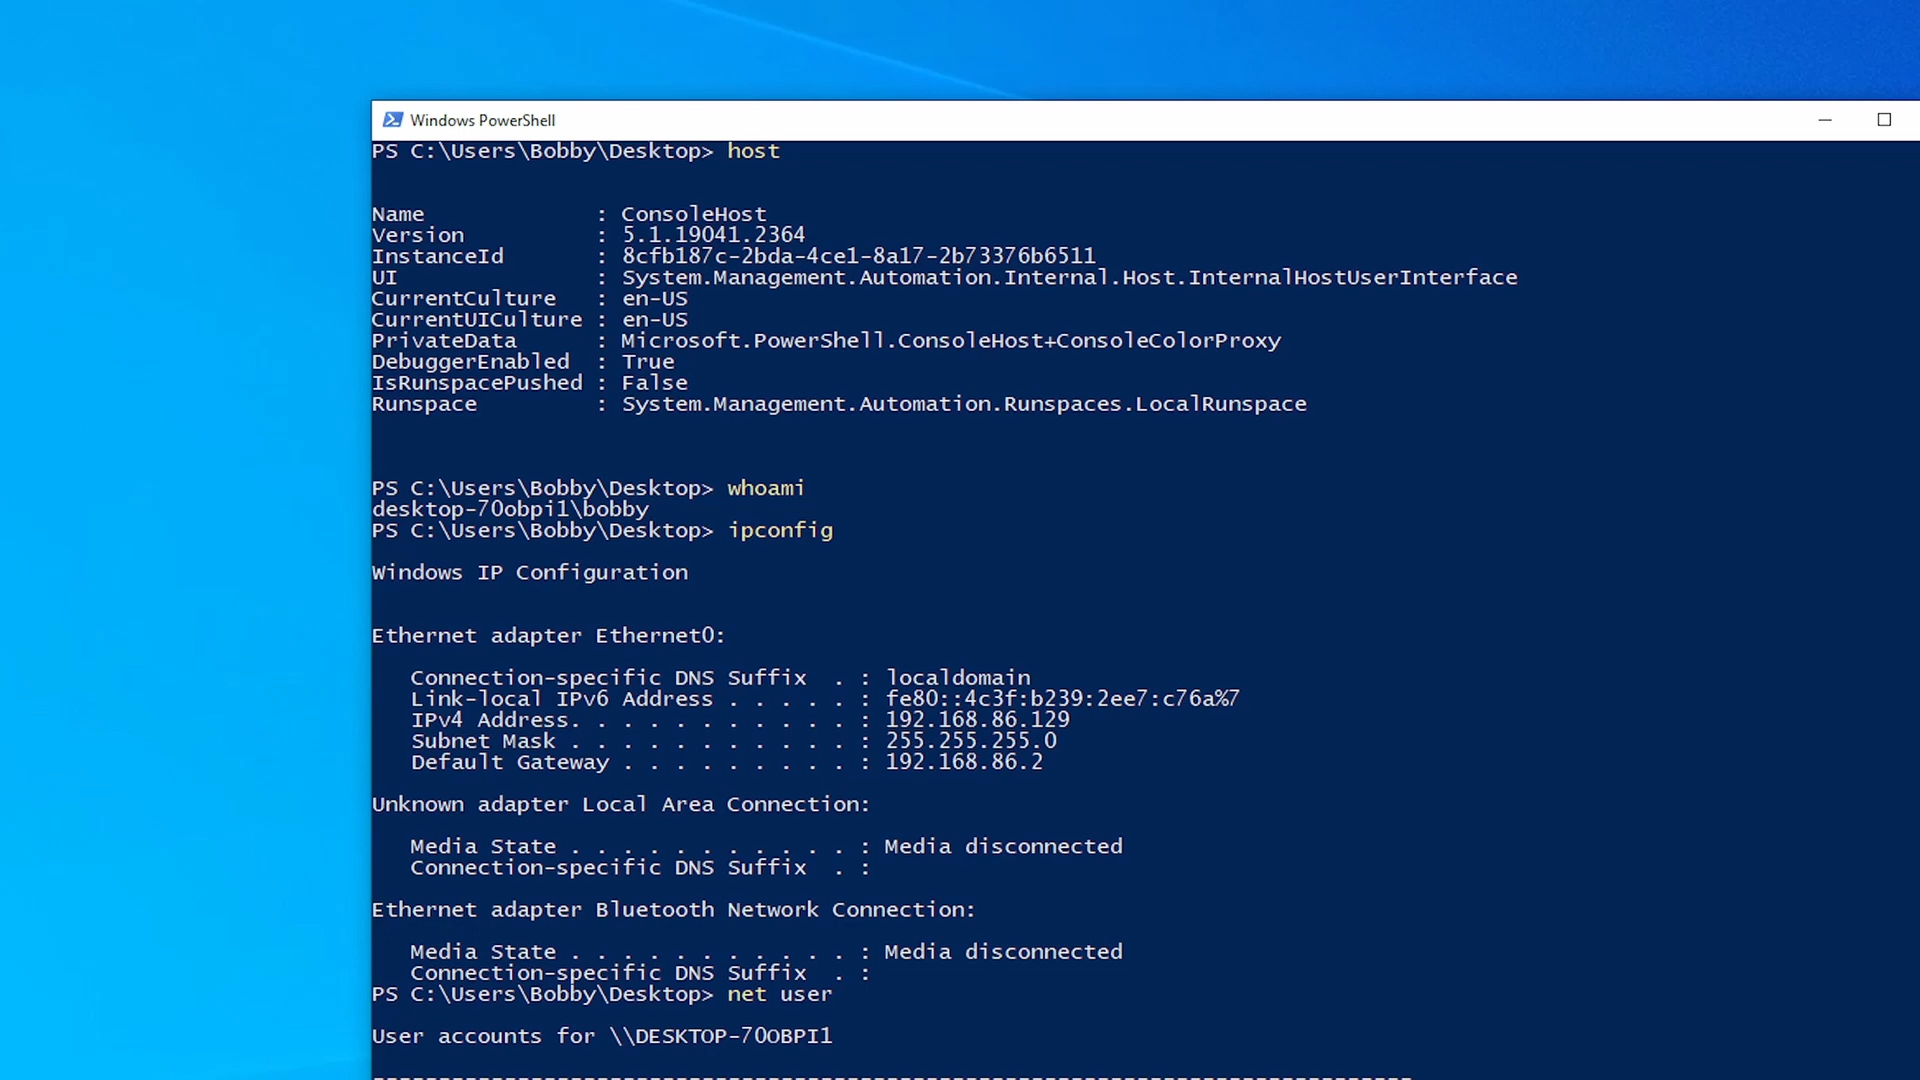 Windows PowerShell
PS C:\Users\Bobby\Desktop> host
Name             : ConsoleHost
Version          : 5.1.19041.2364
InstanceId       : 8cfb187c-2bda-4ce1-8a17-2b73376b6511
UI               : System.Management.Automation.Internal.Host.InternalHostUserInterface
CurrentCulture   : en-US
CurrentUICulture : en-US
PrivateData      : Microsoft.PowerShell.ConsoleHost+ConsoleColorProxy
DebuggerEnabled  : True
IsRunspacePushed : False
Runspace         : System.Management.Automation.Runspaces.LocalRunspace
PS C:\Users\Bobby\Desktop> whoami
desktop-70obpi1\bobby
PS C:\Users\Bobby\Desktop> ipconfig
Windows IP Configuration
Ethernet adapter Ethernet0:
   Connection-specific DNS Suffix  . : localdomain
   Link-local IPv6 Address . . . . . : fe80::4c3f:b239:2ee7:c76a%7
   IPv4 Address. . . . . . . . . . . : 192.168.86.129
   Subnet Mask . . . . . . . . . . . : 255.255.255.0
   Default Gateway . . . . . . . . . : 192.168.86.2
Unknown adapter Local Area Connection:
   Media State . . . . . . . . . . . : Media disconnected
   Connection-specific DNS Suffix  . :
Ethernet adapter Bluetooth Network Connection:
   Media State . . . . . . . . . . . : Media disconnected
   Connection-specific DNS Suffix  . :
PS C:\Users\Bobby\Desktop> net user
User accounts for \\DESKTOP-70OBPI1